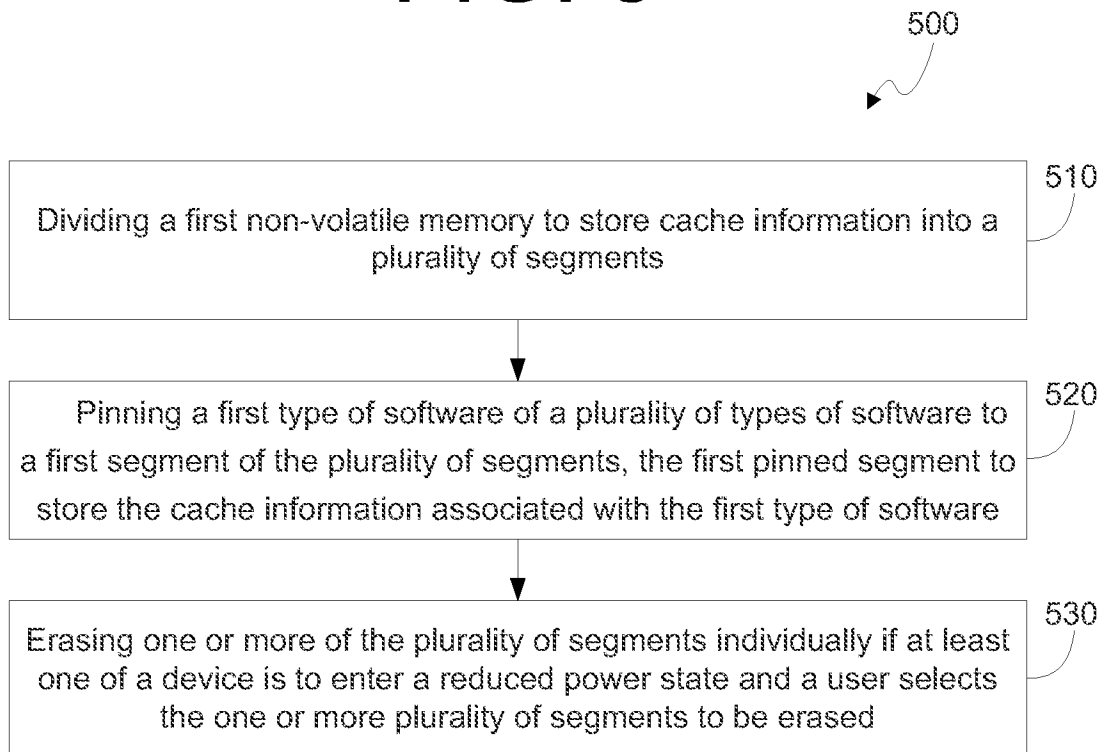 500
510
Dividing a first non-volatile memory to store cache information into a
plurality of segments
520
Pinning a first type of software of a plurality of types of software to
a first segment of the plurality of segments, the first pinned segment to
store the cache information associated with the first type of software
530
Erasing one or more of the plurality of segments individually if at least
one of a device is to enter a reduced power state and a user selects
the one or more plurality of segments to be erased